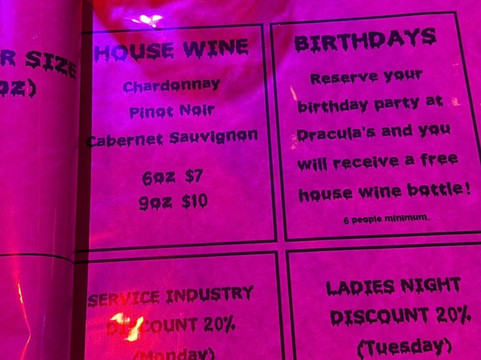 R SIZE
oz)
HOUSE WINE
Chardonnay
Pinot Noir
Cabernet Sauvignon
6oz $7
9oz $10
BIRTHDAYS
Reserve your
birthday party at
Dracula's and you
will receive a free
house wine bottle!
6 people minimum.
SERVICE INDUSTRY
DISCOUNT 20%
(Monday)
LADIES NIGHT
DISCOUNT 20%
(Tuesday)